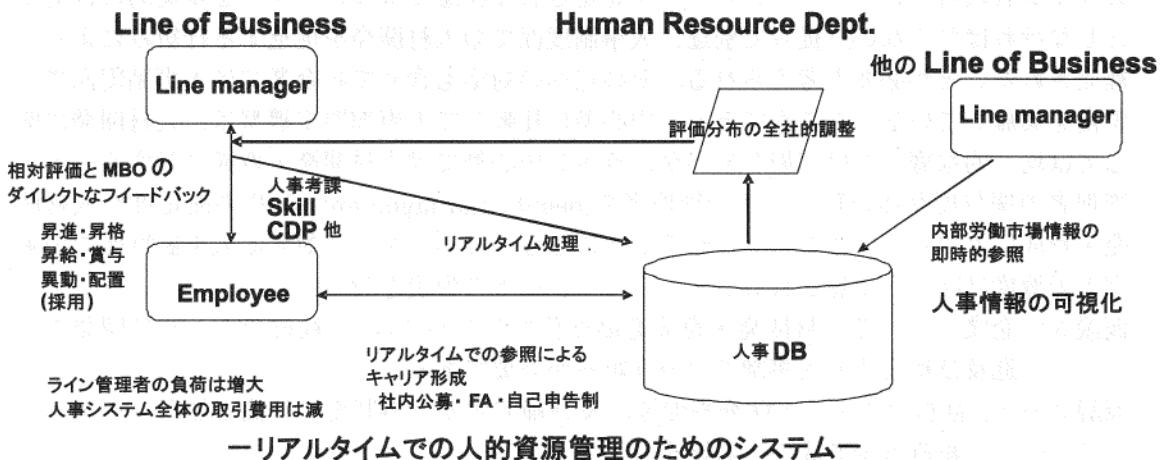 Line of Business
Human Resource Dept.
他の Line of Business
Line manager
Line manager
評価分布の全社的調整
相対評価と MBO の
ダイレクトなフイードバック
人事考課
Skill
CDP 他
昇進・昇格
昇給・賞与
異動・配置
(採用)
リアルタイム処理.
内部労働市場情報の
即時的参照
Employee
人事情報の可視化
人事 DB
リアルタイムでの参照による
キャリア形成
社内公募・FA・自己申告制
ライン管理者の負荷は増大
人事システム全体の取引費用は減
ーリアルタイムでの人的資源管理のためのシステムー